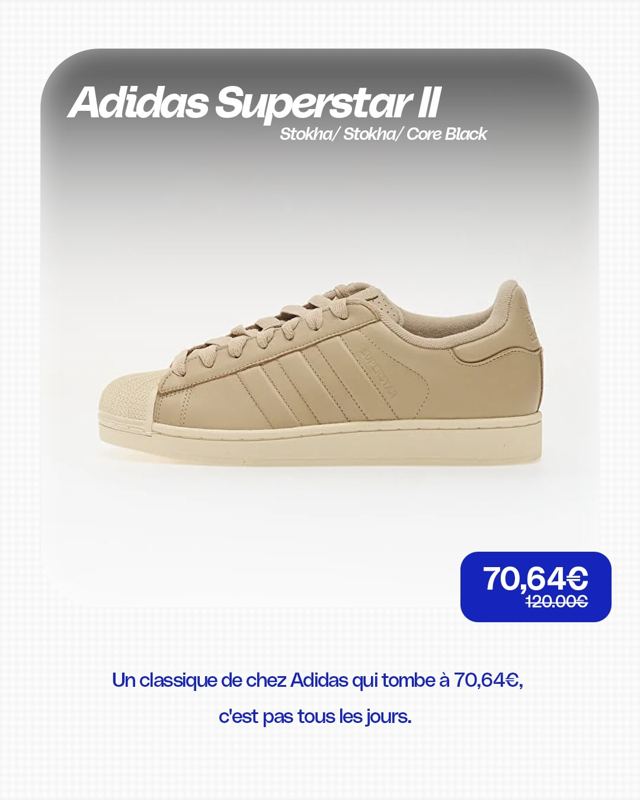 Adidas Superstar II
Stokha/ Stokha/ Core Black
SUPERSTAR
70,64€
120.00€
Un classique de chez Adidas qui tombe à 70,64€,
c'est pas tous les jours.